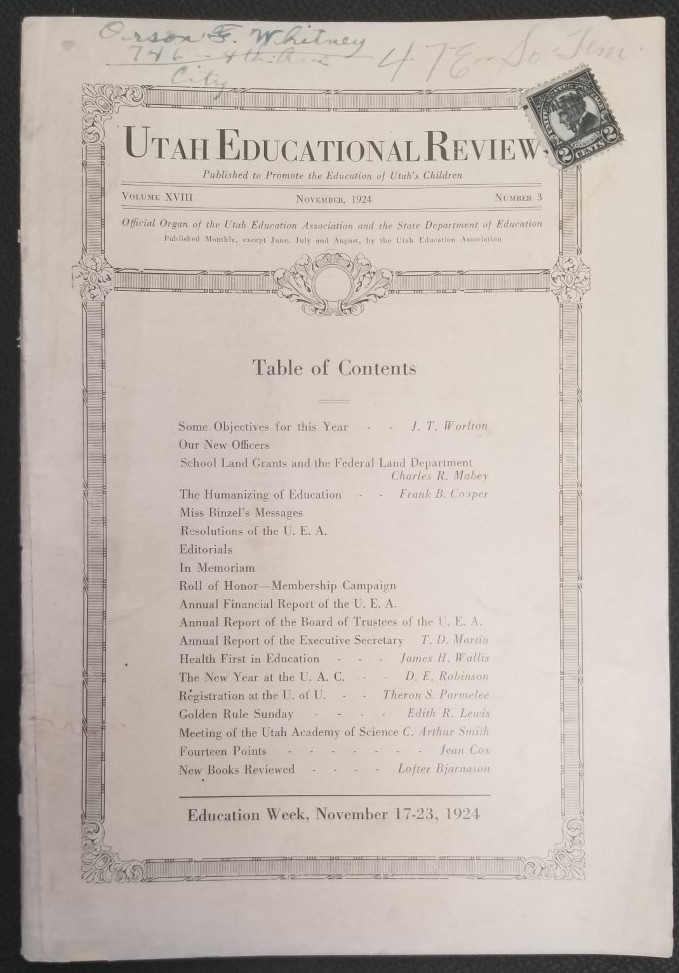 Orson F. Whitney
746 - 4th Ave
City
47 E - So Tem.
2 CENTS 2
UTAH EDUCATIONAL REVIEW
Published to Promote the Education of Utah's Children
VOLUME XVIII NOVEMBER, 1924 NUMBER 3
Official Organ of the Utah Education Association and the State Department of Education
Published Monthly, except June, July and August, by the Utah Education Association
Table of Contents
Some Objectives for this Year - - J. T. Worlton
Our New Officers
School Land Grants and the Federal Land Department
Charles R. Mabey
The Humanizing of Education - - Frank B. Cooper
Miss Binzel's Messages
Resolutions of the U. E. A.
Editorials
In Memoriam
Roll of Honor—Membership Campaign
Annual Financial Report of the U. E. A.
Annual Report of the Board of Trustees of the U. E. A.
Annual Report of the Executive Secretary T. D. Martin
Health First in Education - - - James H. Wallis
The New Year at the U. A. C. - - D. E. Robinson
Registration at the U. of U. - - Theron S. Parmelee
Golden Rule Sunday - - - - Edith R. Lewis
Meeting of the Utah Academy of Science C. Arthur Smith
Fourteen Points - - - - - - - Jean Cox
New Books Reviewed - - - - Lofter Bjarnason
Education Week, November 17-23, 1924